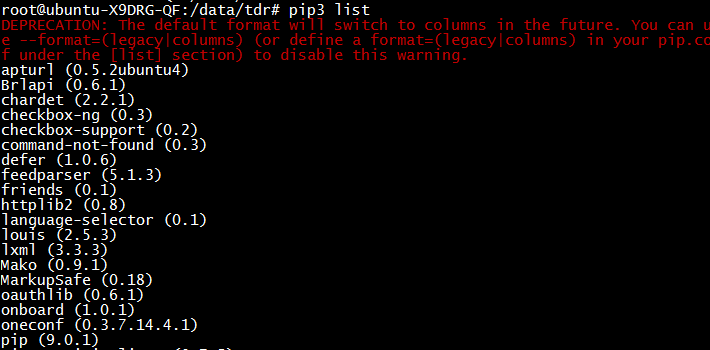 root@ubuntu-X9DRG-QF:/data/tdr# pip3 list
DEPRECATION: The default format will switch to columns in the future. You can u
e --format=(legacy|columns) (or define a format=(legacy|columns) in your pip.co
f under the [list] section) to disable this warning.
apturl (0.5.2ubuntu4)
Brlapi (0.6.1)
chardet (2.2.1)
checkbox-ng (0.3)
checkbox-support (0.2)
command-not-found (0.3)
defer (1.0.6)
feedparser (5.1.3)
friends (0.1)
httplib2 (0.8)
language-selector (0.1)
louis (2.5.3)
lxml (3.3.3)
Mako (0.9.1)
MarkupSafe (0.18)
oauthlib (0.6.1)
onboard (1.0.1)
oneconf (0.3.7.14.4.1)
pip (9.0.1)